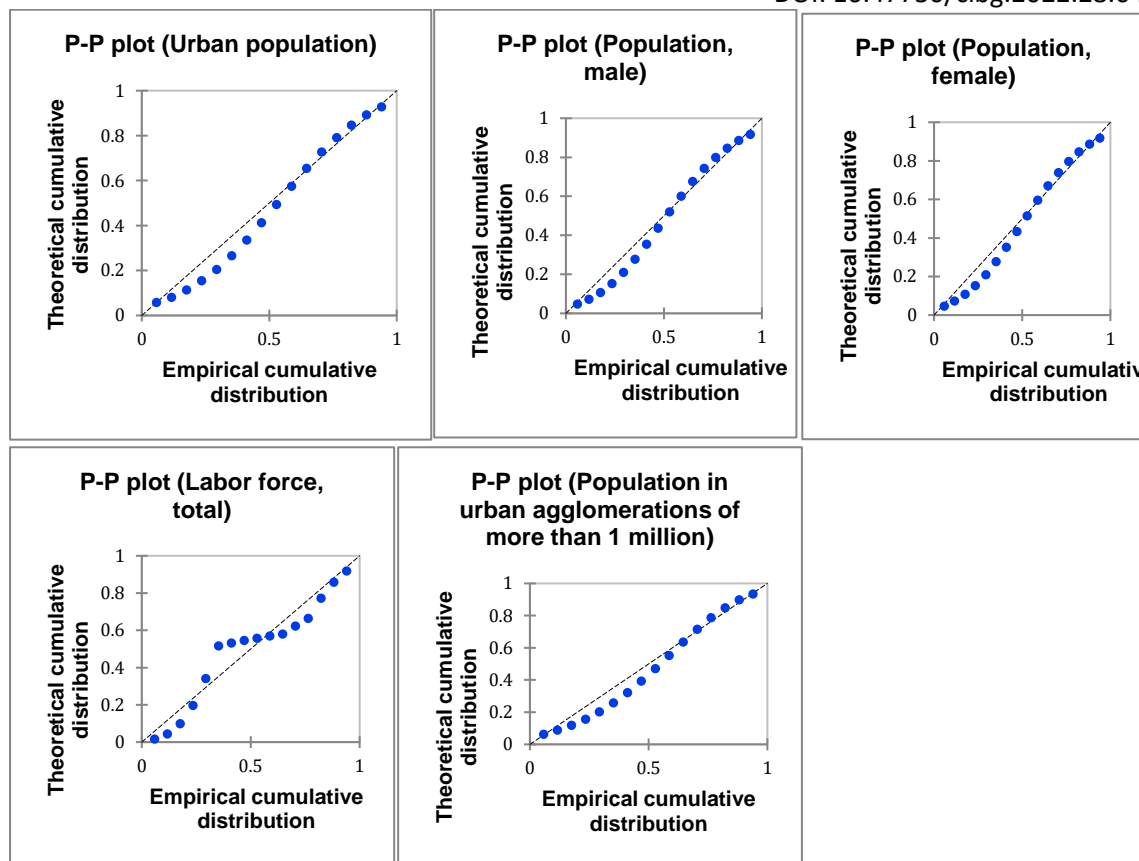 P-P plot (Urban population)
1
0.8
0.6
0.4
0.2
0
0
0.5
1
Theoretical cumulative
distribution
Empirical cumulative
distribution
P-P plot (Population,
male)
1
0.8
0.6
0.4
0.2
0
0
0.5
1
Theoretical cumulative
distribution
Empirical cumulative
distribution
P-P plot (Population,
female)
1
0.8
0.6
0.4
0.2
0
0
0.5
1
Theoretical cumulative
distribution
Empirical cumulativ
distribution
P-P plot (Labor force,
total)
1
0.8
0.6
0.4
0.2
0
0
0.5
1
Theoretical cumulative
distribution
Empirical cumulative
distribution
P-P plot (Population in
urban agglomerations of
more than 1 million)
1
0.8
0.6
0.4
0.2
0
0
0.5
1
Theoretical cumulative
distribution
Empirical cumulative
distribution